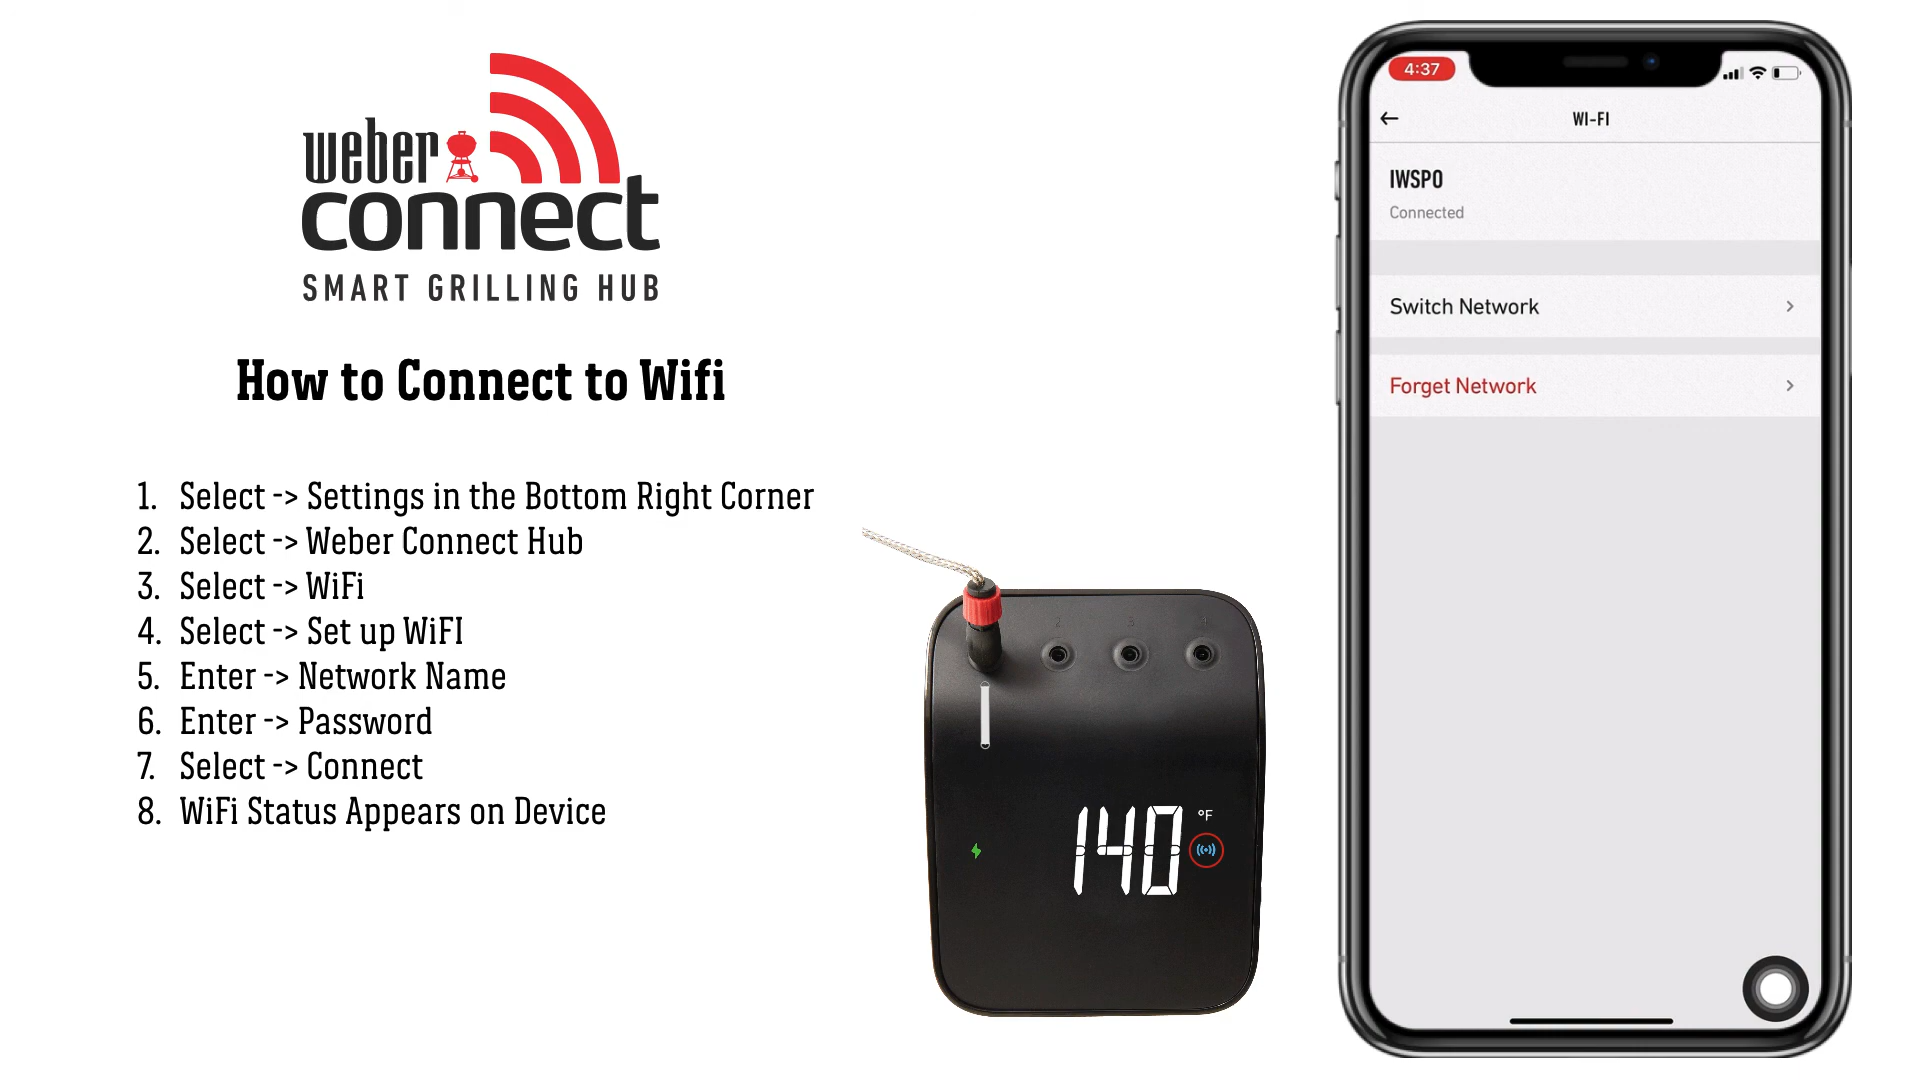 weber
connect
SMART GRILLING HUB
How to Connect to Wifi
1. Select -> Settings in the Bottom Right Corner
2. Select -> Weber Connect Hub
3. Select -> WiFi
4. Select -> Set up WiFI
5. Enter -> Network Name
6. Enter -> Password
7. Select -> Connect
8. WiFi Status Appears on Device
2 3 4
140 °F
4:37
WI-FI
IWSPO
Connected
Switch Network
Forget Network